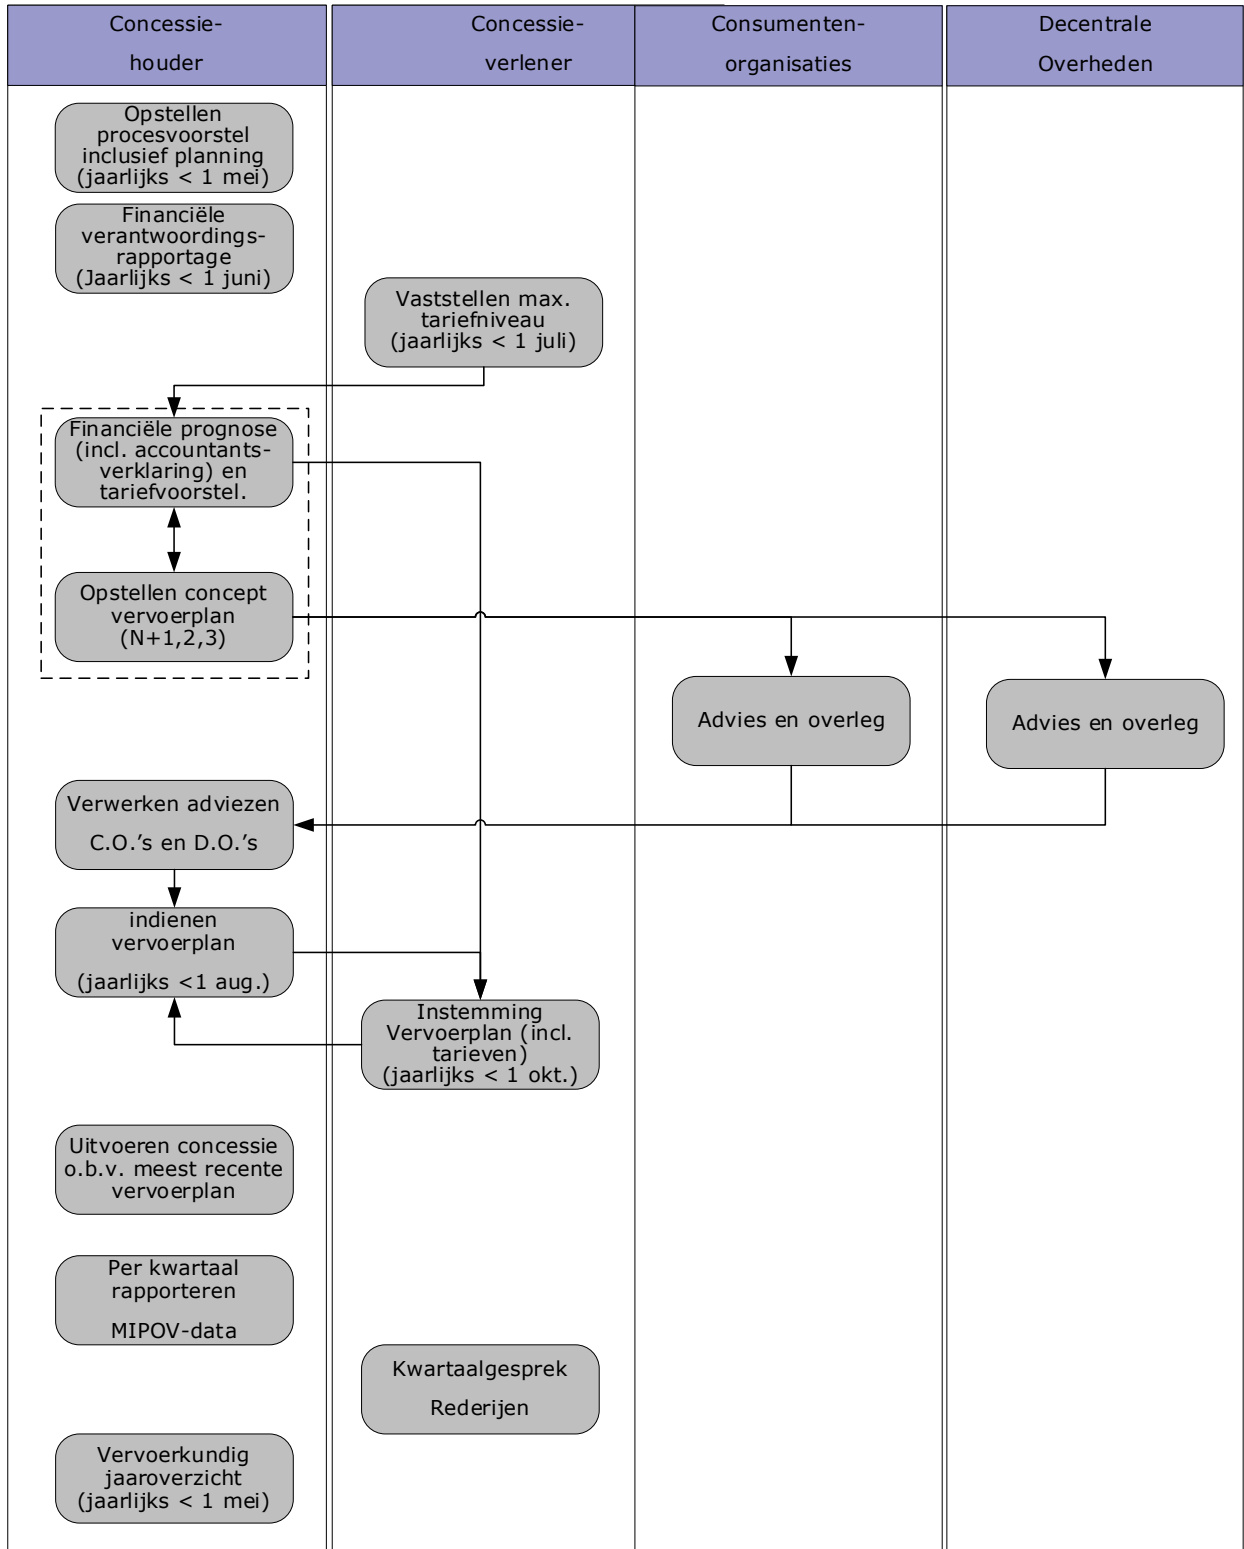 Concessie-
houder
Concessie-
verlener
Consumenten-
organisaties
Decentrale
Overheden
Opstellen
procesvoorstel
inclusief planning
(jaarlijks < 1 mei)
Financiële
verantwoordings-
rapportage
(Jaarlijks < 1 juni)
Vaststellen max.
tariefniveau
(jaarlijks < 1 juli)
Financiële prognose
(incl. accountants-
verklaring) en
tariefvoorstel.
Opstellen concept
vervoerplan
(N+1,2,3)
Advies en overleg
Advies en overleg
Verwerken adviezen
C.O.’s en D.O.’s
indienen
vervoerplan
(jaarlijks <1 aug.)
Instemming
Vervoerplan (incl.
tarieven)
(jaarlijks < 1 okt.)
Uitvoeren concessie
o.b.v. meest recente
vervoerplan
Per kwartaal
rapporteren
MIPOV-data
Kwartaalgesprek
Rederijen
Vervoerkundig
jaaroverzicht
(jaarlijks < 1 mei)